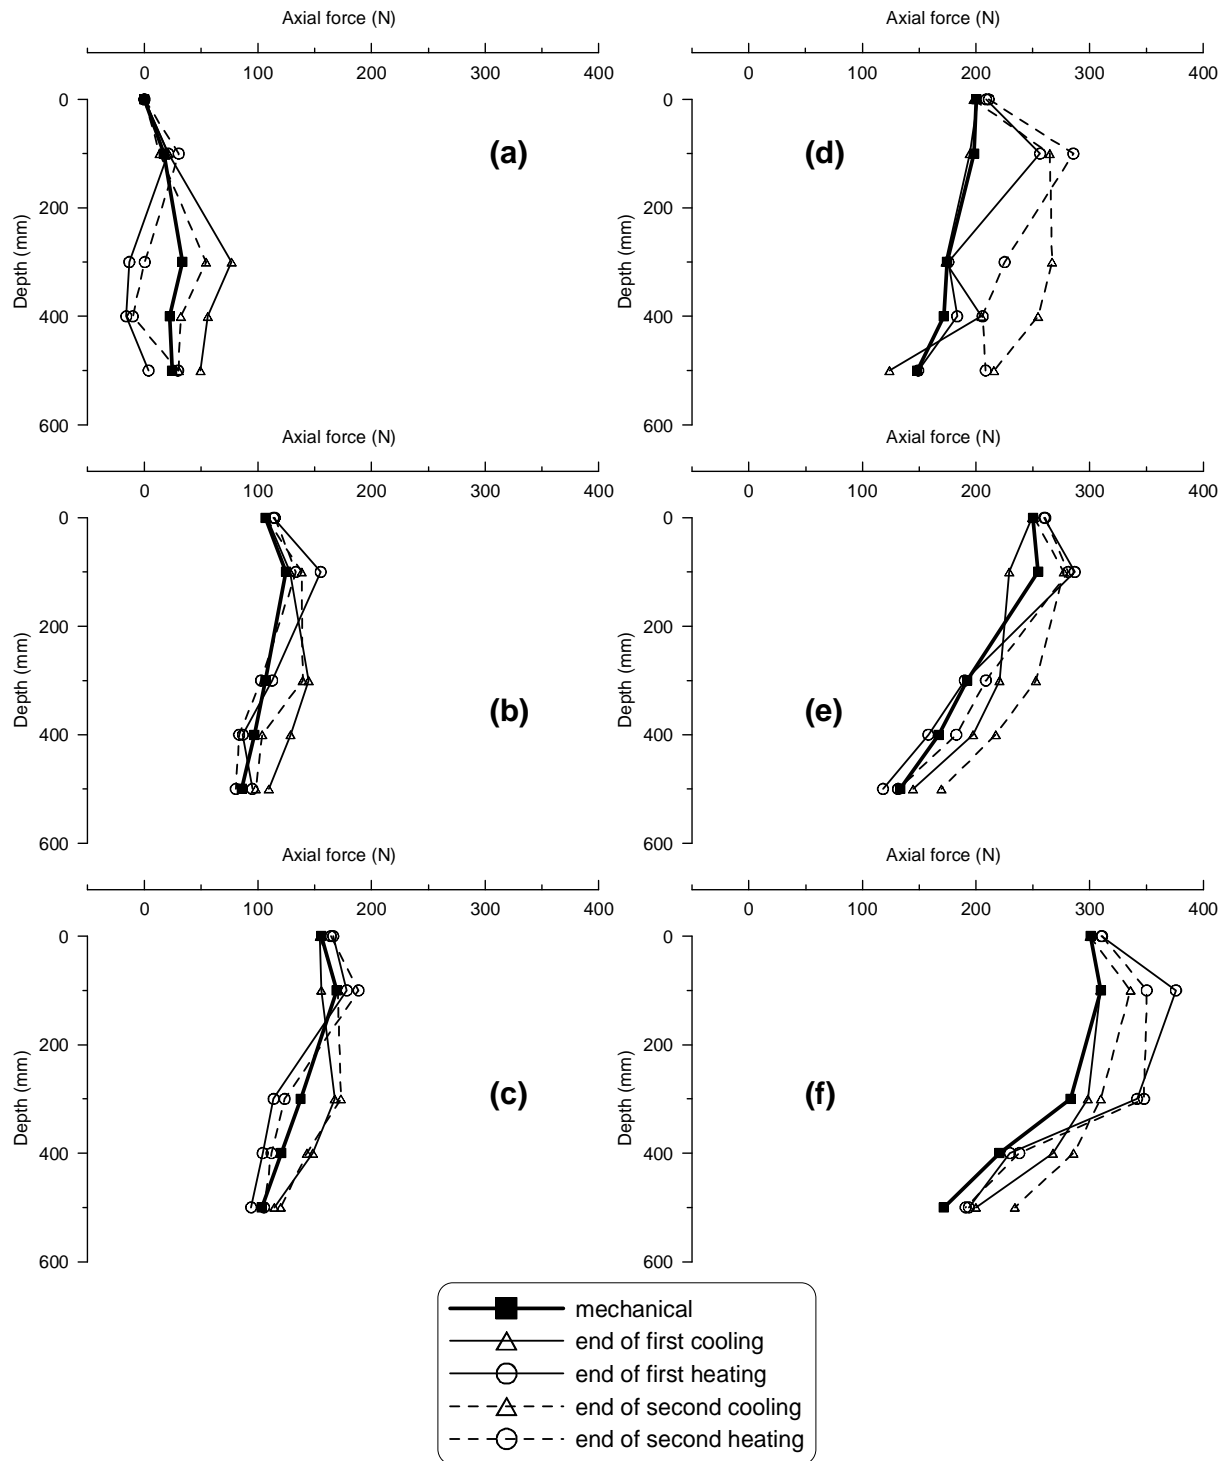 Axial force (N)
0 100 200 300 400
0
200
400
600
Depth (mm)
(a)
Axial force (N)
0 100 200 300 400
0
200
400
600
Depth (mm)
(d)
Axial force (N)
0 100 200 300 400
0
200
400
600
Depth (mm)
(b)
Axial force (N)
0 100 200 300 400
0
200
400
600
Depth (mm)
(e)
Axial force (N)
0 100 200 300 400
0
200
400
600
Depth (mm)
(c)
Axial force (N)
0 100 200 300 400
0
200
400
600
Depth (mm)
(f)
mechanical
end of first cooling
end of first heating
end of second cooling
end of second heating